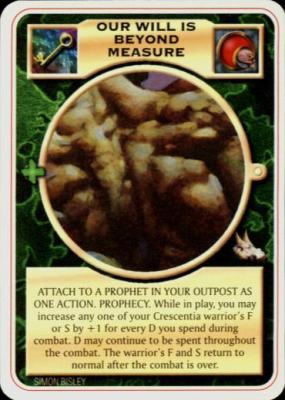 OUR WILL IS
BEYOND
MEASURE
ATTACH TO A PROPHET IN YOUR OUTPOST AS
ONE ACTION. PROPHECY. While in play, you may
increase any one of your Crescentia warrior's F
or S by +1 for every D you spend during
combat. D may continue to be spent throughout
the combat. The warrior's F and S return to
normal after the combat is over.
SIMON BISLEY